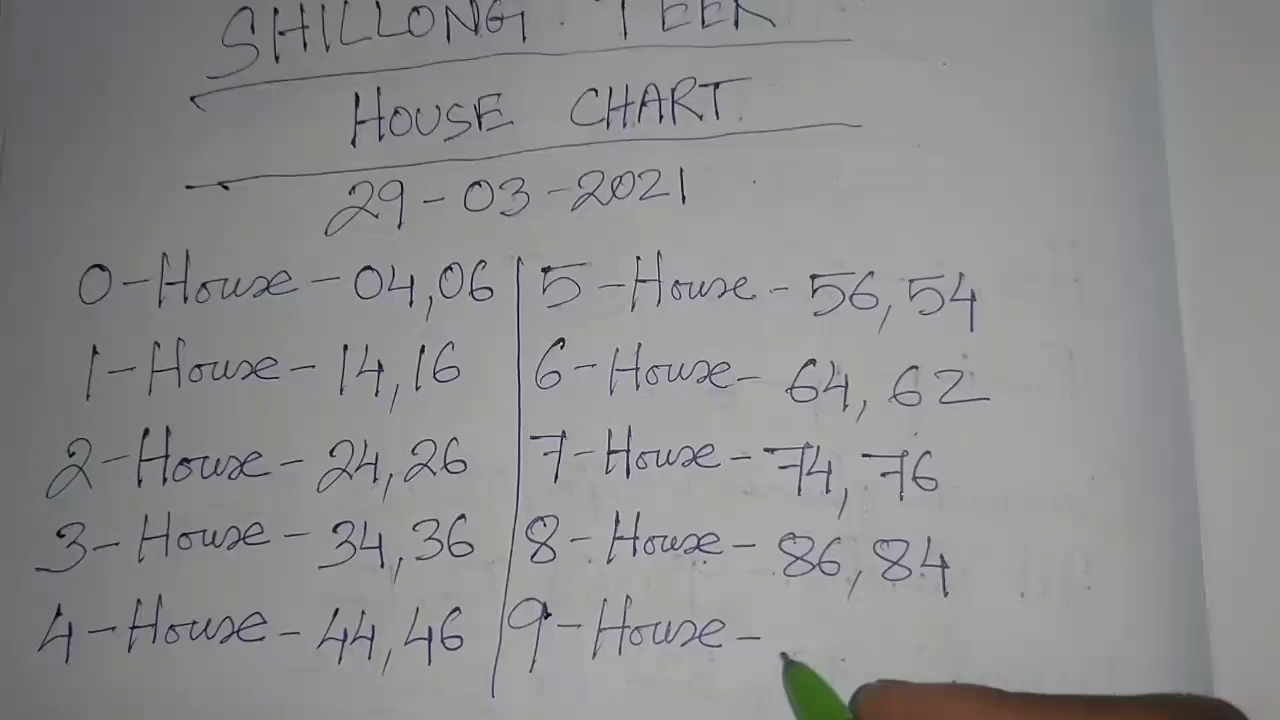 SHILLONG. TEER
HOUSE CHART.
29-03-2021
0-House-04,06
1-House-14,16
2-House-24,26
3-House-34,36
4-House-44,46
5-House-56,54
6-House-64,62
7-House-74,76
8-House-86,84
9-House-